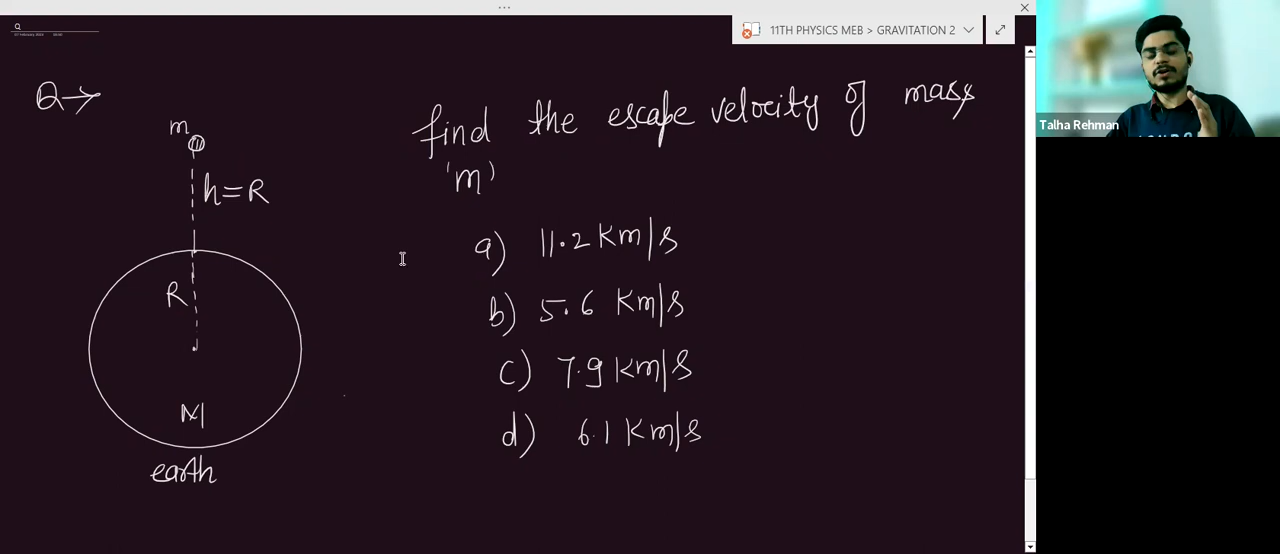 11TH PHYSICS MEB > GRAVITATION 2
Talha Rehman
Q→
find the escape velocity of mass
'm'
m
h=R
R
M
earth
a) 11.2 Km/s
b) 5.6 Km/s
c) 7.9 Km/s
d) 6.1 Km/s